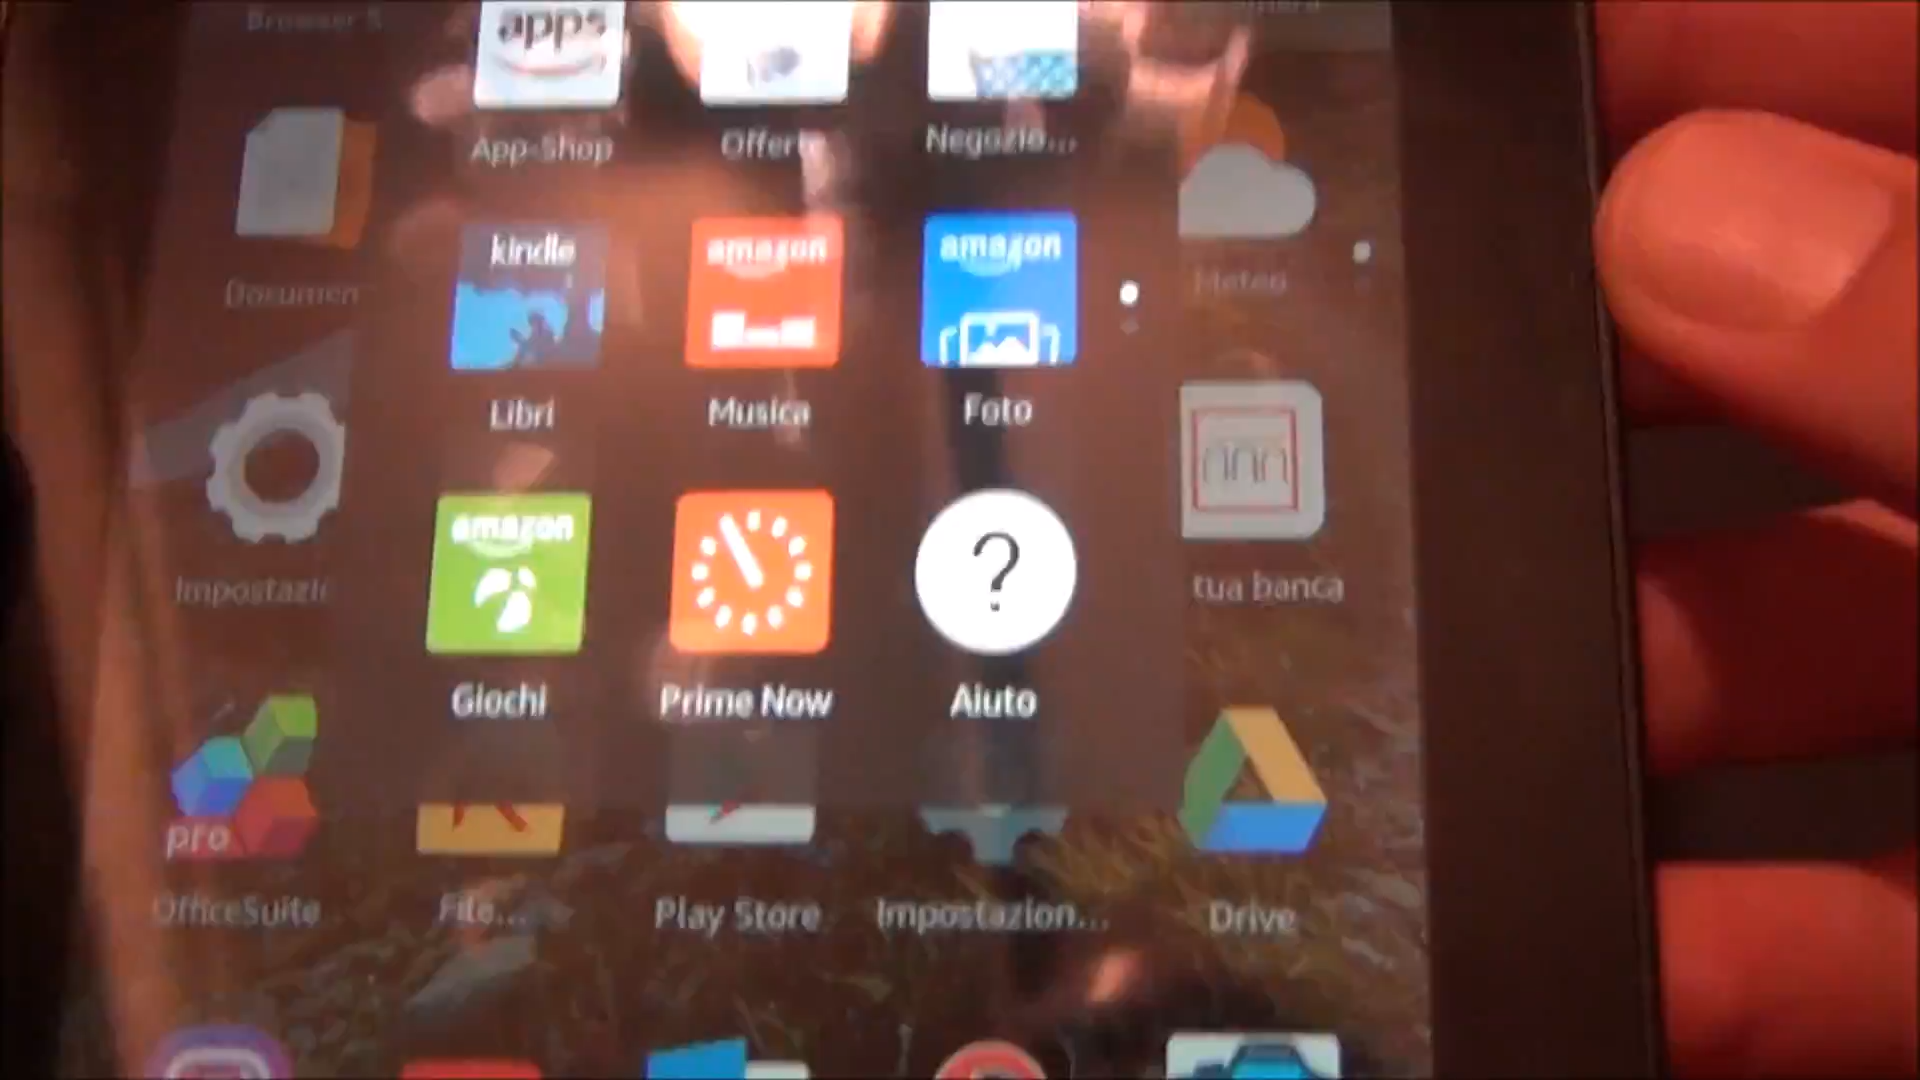 Browser S
apps
App-Shop
Offerte
Negozio...
Documen
kindle
amazon
amazon
Meteo
Libri
Musica
Foto
amazon
Impostazi
tua banca
Giochi
Prime Now
Aiuto
?
pro
OfficeSuite
File...
Play Store
Impostazion...
Drive